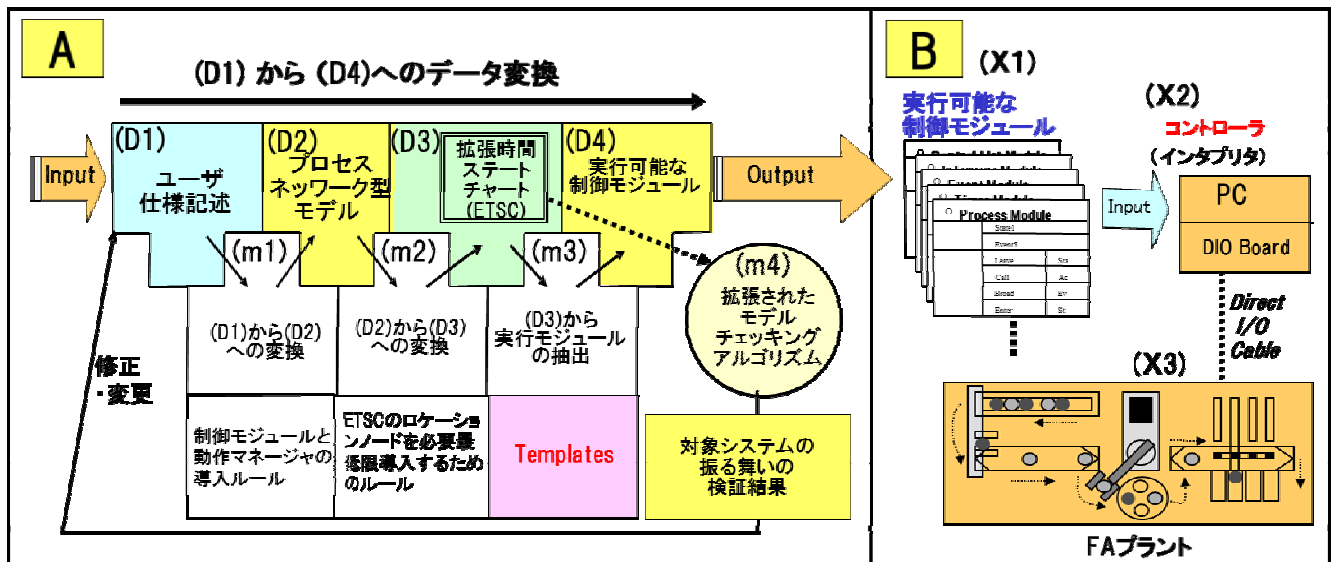 A
(D1) から (D4)へのデータ変換
Input
(D1)
ユーザ
仕様記述
(D2)
プロセス
ネットワーク型
モデル
(D3)
拡張時間
ステート
チャート
(ETSC)
(D4)
実行可能な
制御モジュール
Output
(m1)
(m2)
(m3)
(m4)
拡張された
モデル
チェッキング
アルゴリズム
(D1)から(D2)
への変換
(D2)から(D3)
への変換
(D3)から
実行モジュール
の抽出
修正
・変更
制御モジュールと
動作マネージャの
導入ルール
ETSCのロケーショ
ンノードを必要最
低限導入するため
のルール
Templates
対象システムの
振る舞いの
検証結果
B
(X1)
実行可能な
制御モジュール
Process Module
State1
Event1
Leave
Sta
Call
Ac
Broad
Ev
Enter
St
Input
(X2)
コントローラ
(インタプリタ)
PC
DIO Board
Direct
I/O
Cable
(X3)
FAプラント